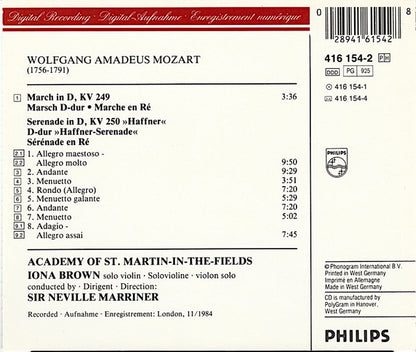 Digital Recording · Digital-Aufnahme · Enregistrement numérique
WOLFGANG AMADEUS MOZART
(1756-1791)
1 March in D, KV 249 3:36
Marsch D-dur • Marche en Ré
Serenade in D, KV 250 »Haffner«
D-dur »Haffner-Serenade«
Sérénade en Ré
2.1 1. Allegro maestoso -
2.2 Allegro molto 9:50
3 2. Andante 9:29
4 3. Menuetto 3:51
5 4. Rondo (Allegro) 7:20
6 5. Menuetto galante 5:29
7 6. Andante 7:20
8 7. Menuetto 5:02
9.1 8. Adagio -
9.2 Allegro assai 7:45
ACADEMY OF ST. MARTIN-IN-THE-FIELDS
IONA BROWN solo violin · Solovioline · violon solo
conducted by · Dirigent · Direction:
SIR NEVILLE MARRINER
Recorded · Aufnahme · Enregistrement: London, 11/1984
0 28941 61542 8
416 154-2 PH
DDD PG 925
416 154-1
416 154-4
PHILIPS
© Phonogram International B.V.
Printed in West Germany
Imprimé en Allemagne
Made in West Germany
CD is manufactured by
PolyGram in Hanover,
West Germany
PHILIPS